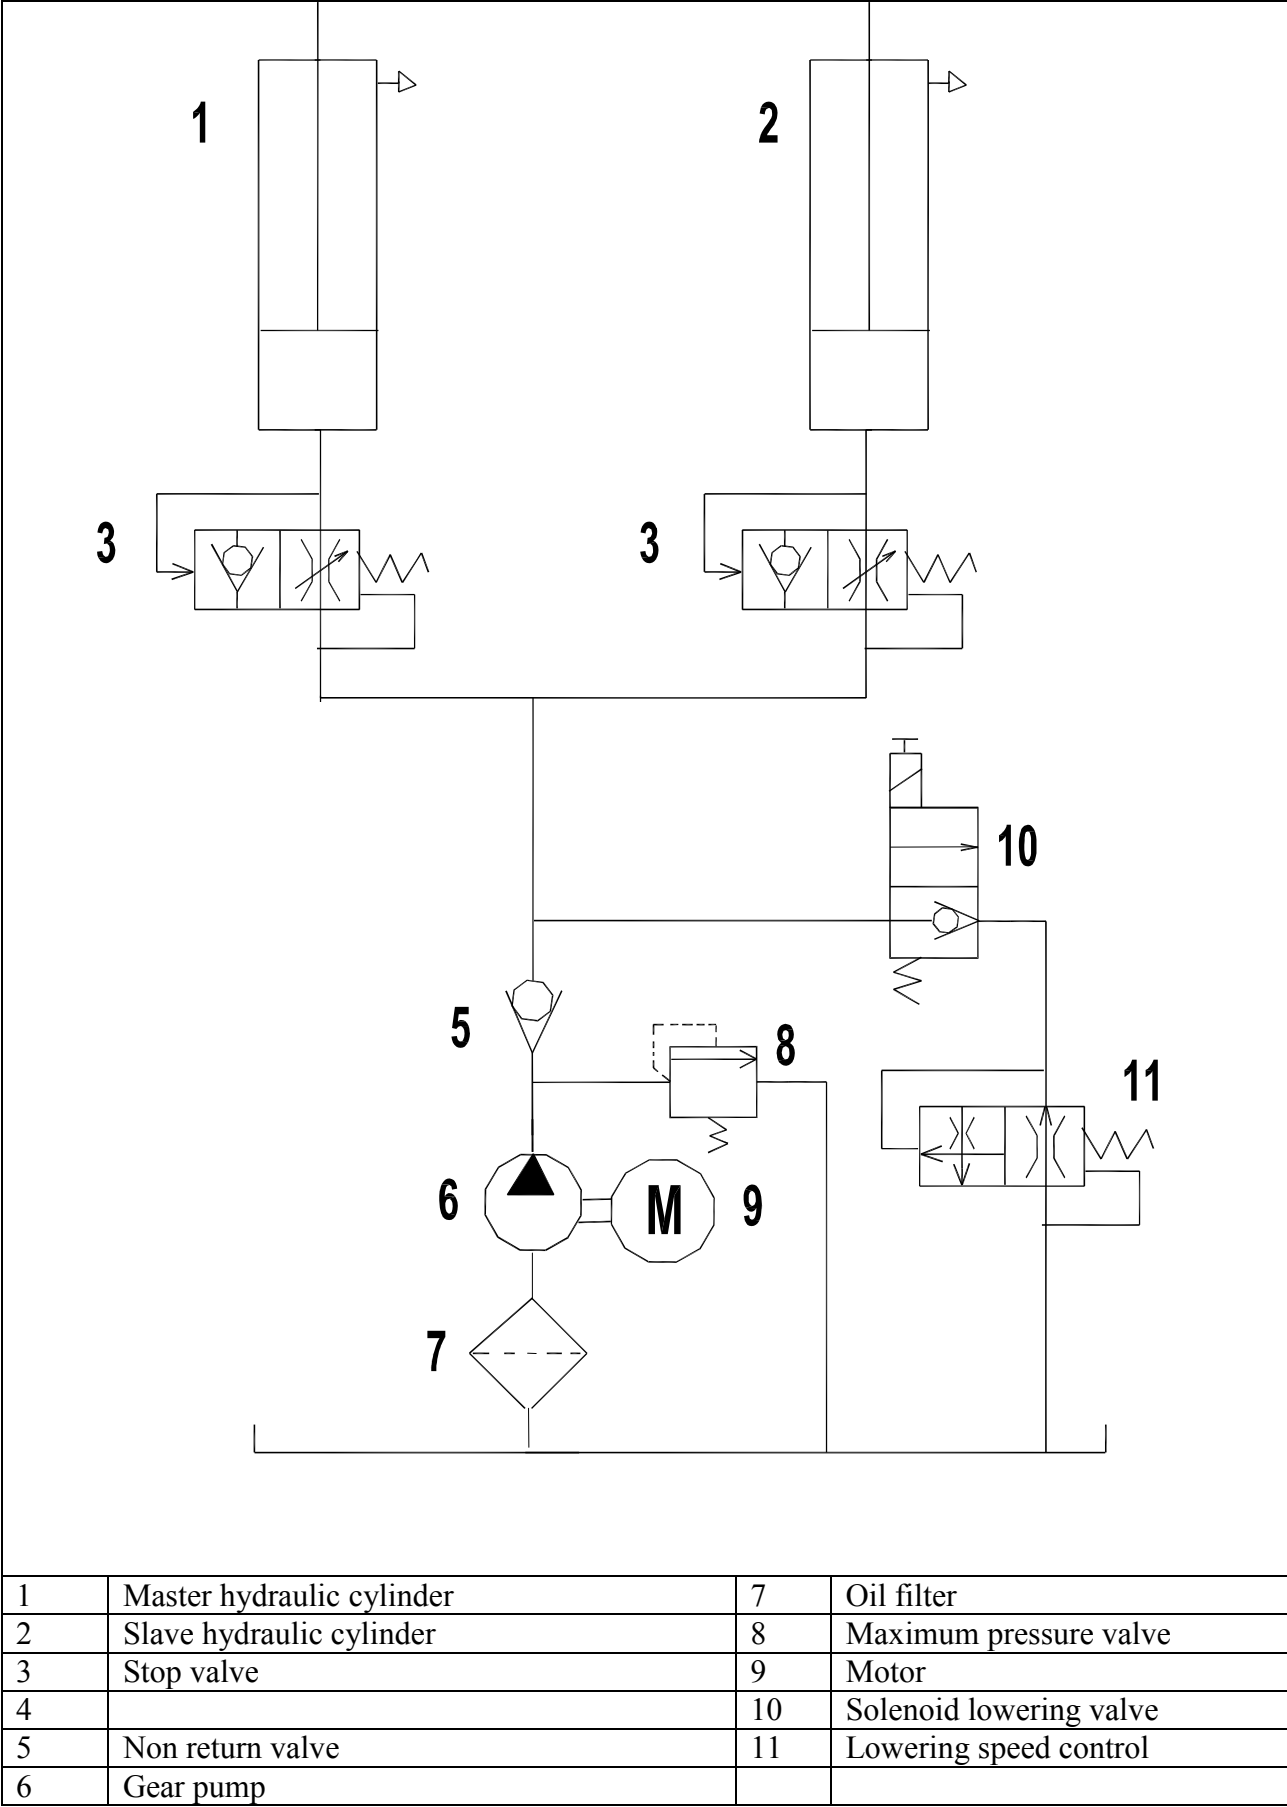 1
2
3
3
10
5
8
11
6
M
9
7
1 Master hydraulic cylinder 7 Oil filter
2 Slave hydraulic cylinder 8 Maximum pressure valve
3 Stop valve 9 Motor
4 10 Solenoid lowering valve
5 Non return valve 11 Lowering speed control
6 Gear pump